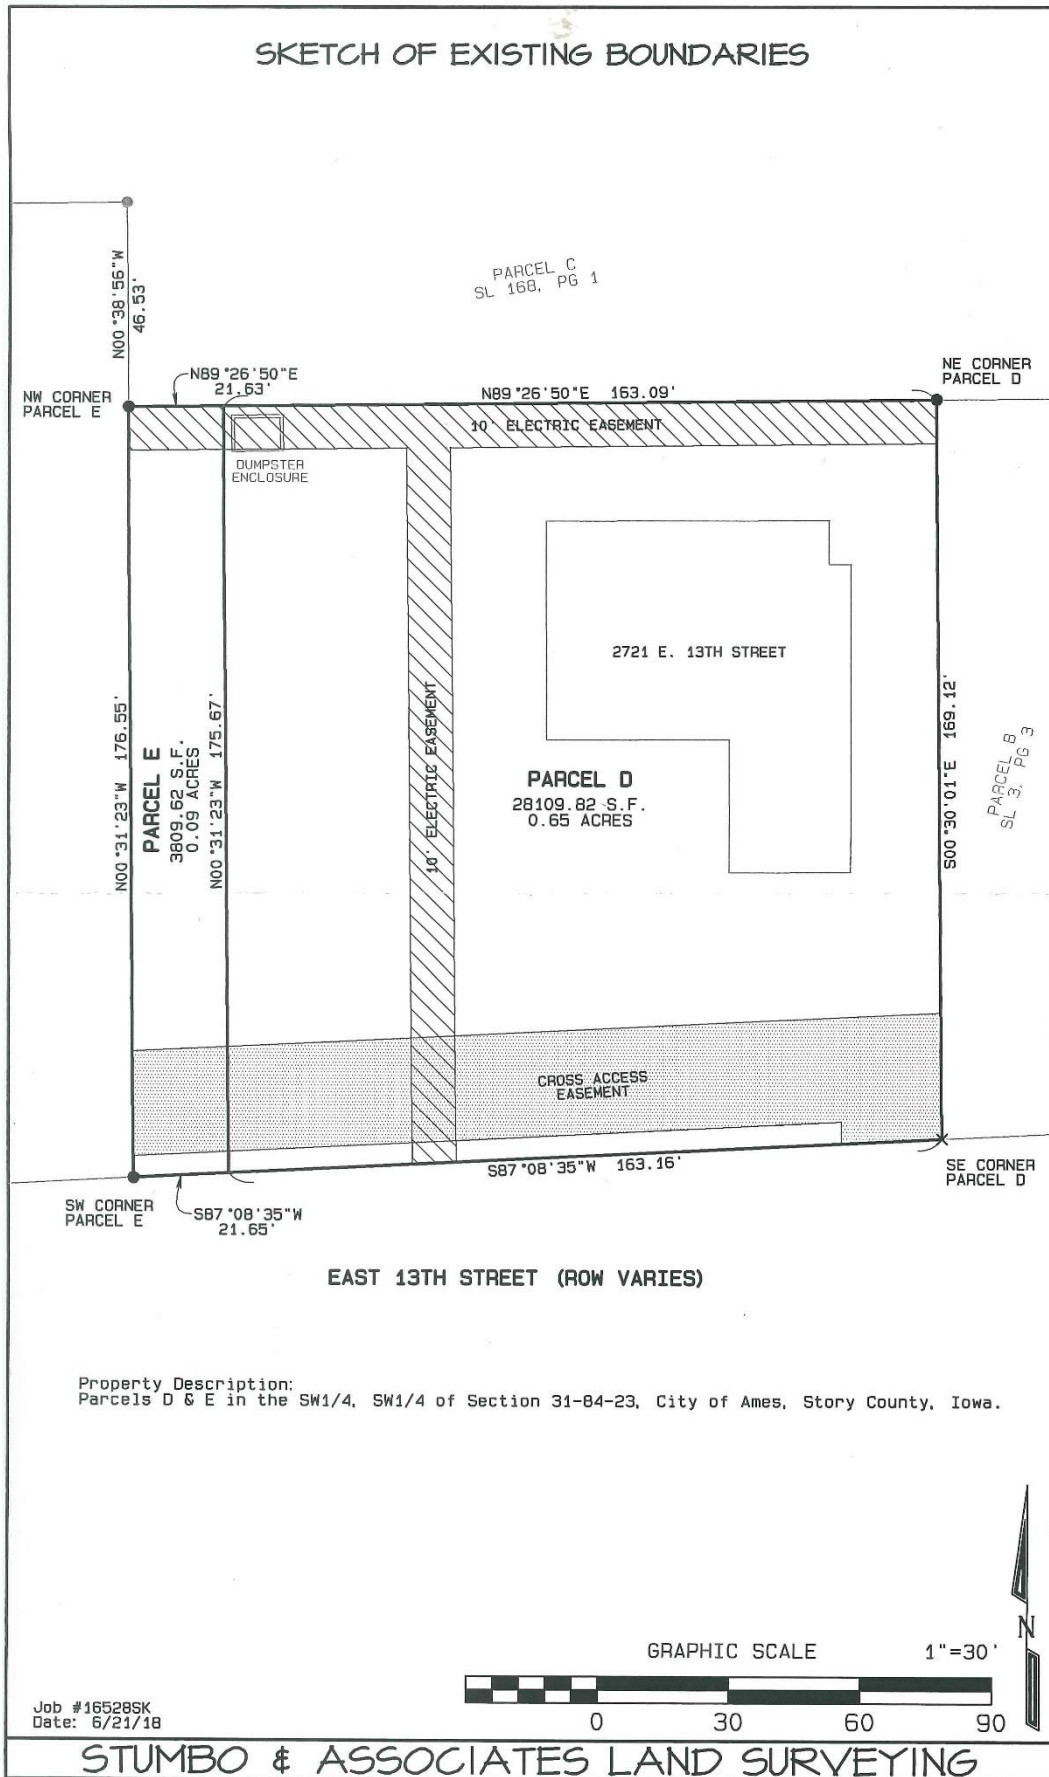 SKETCH OF EXISTING BOUNDARIES
PARCEL C
SL 168, PG 1
N00°38'56"W
46.53'
N89°26'50"E
21.63'
NE CORNER
PARCEL D
NW CORNER
PARCEL E
N89°26'50"E 163.09'
10' ELECTRIC EASEMENT
DUMPSTER
ENCLOSURE
2721 E. 13TH STREET
N00°31'23"W 176.55'
PARCEL E
3809.62 S.F.
0.09 ACRES
N00°31'23"W 175.67'
10' ELECTRIC EASEMENT
PARCEL D
28109.82 S.F.
0.65 ACRES
S00°30'01"E 169.12'
PARCEL B
SL 3, PG 3
CROSS ACCESS
EASEMENT
S87°08'35"W 163.16'
SE CORNER
PARCEL D
SW CORNER
PARCEL E
S87°08'35"W
21.65'
EAST 13TH STREET (ROW VARIES)
Property Description:
Parcels D & E in the SW1/4, SW1/4 of Section 31-84-23, City of Ames, Story County, Iowa.
N
GRAPHIC SCALE 1"=30'
0 30 60 90
Job #16528SK
Date: 6/21/18
STUMBO & ASSOCIATES LAND SURVEYING